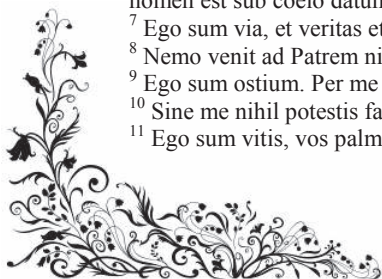 nomen est sub coelo datum
7 Ego sum via, et veritas et
8 Nemo venit ad Patrem ni
9 Ego sum ostium. Per me
10 Sine me nihil potestis fa
11 Ego sum vitis, vos palm